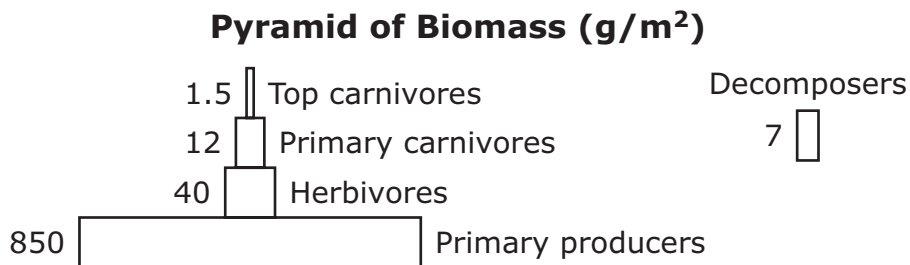 Pyramid of Biomass (g/m²)
1.5 Top carnivores
Decomposers
7
12 Primary carnivores
40 Herbivores
850 Primary producers